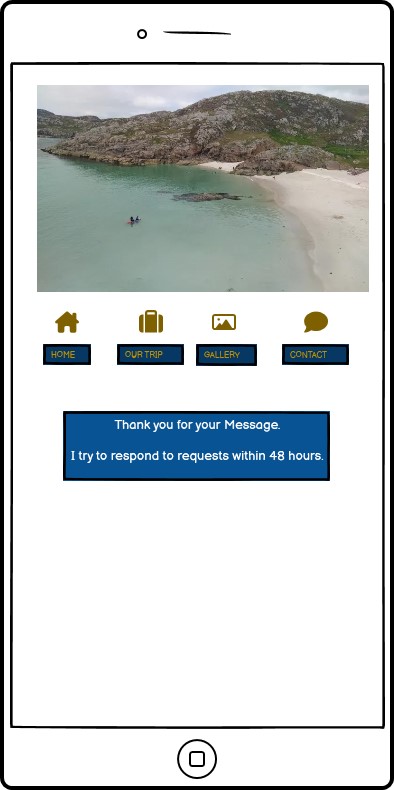 HOME
OUR TRIP
GALLERY
CONTACT
Thank you for your Message.
I try to respond to requests within 48 hours.